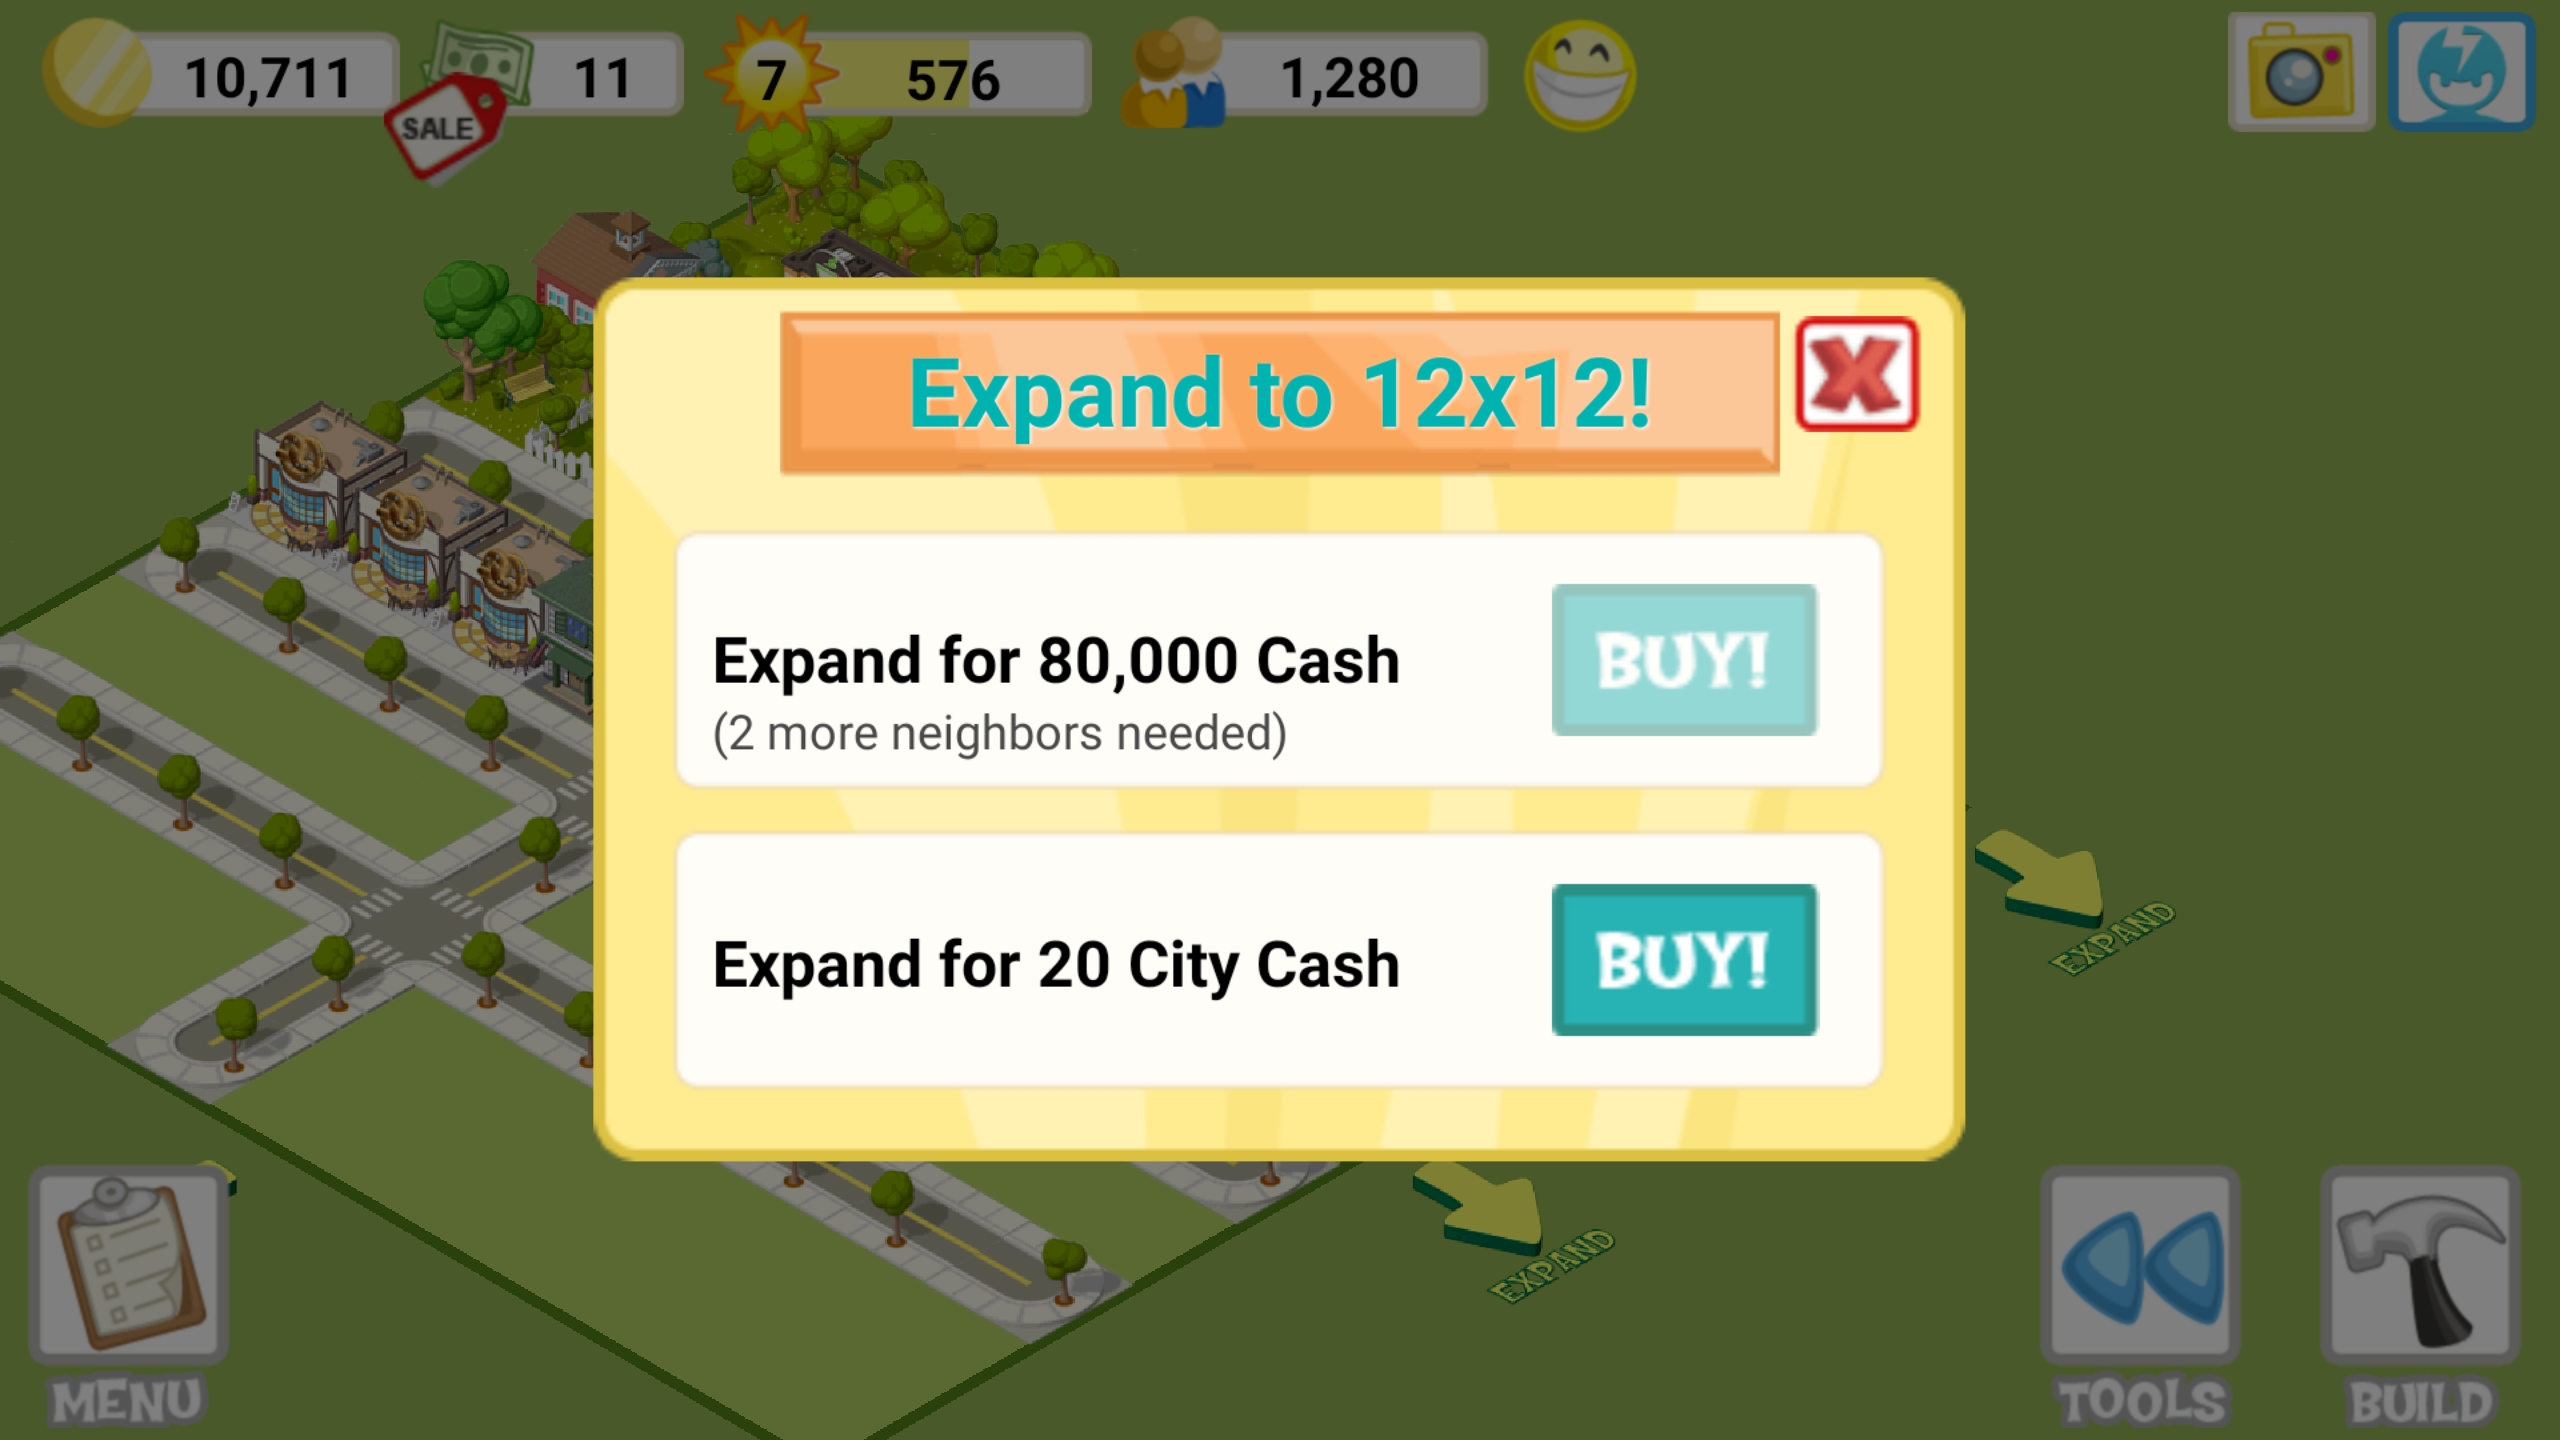 10,711
11
7
576
1,280
SALE
Expand to 12x12!
X
Expand for 80,000 Cash
(2 more neighbors needed)
BUY!
Expand for 20 City Cash
BUY!
EXPAND
EXPAND
MENU
TOOLS
BUILD